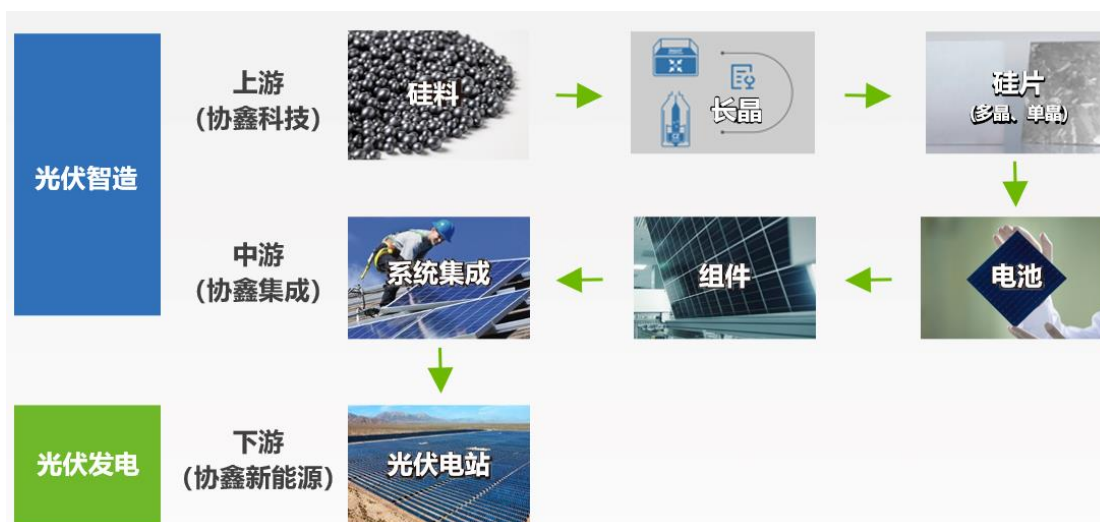 光伏智造
上游
(协鑫科技)
硅料
长晶
硅片
(多晶、单晶)
中游
(协鑫集成)
系统集成
组件
电池
光伏发电
下游
(协鑫新能源)
光伏电站